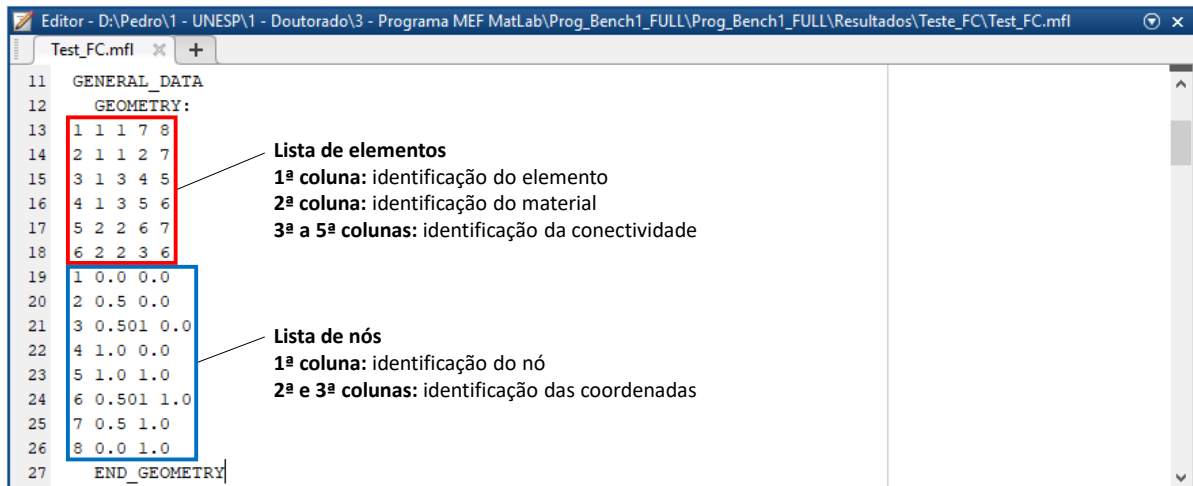 Editor - D:\Pedro\1 - UNESP\1 - Doutorado\3 - Programa MEF MatLab\Prog_Bench1_FULL\Prog_Bench1_FULL\Resultados\Teste_FC\Test_FC.mfl
Test_FC.mfl
11 GENERAL_DATA
12 GEOMETRY:
13 1 1 1 7 8
14 2 1 1 2 7
15 3 1 3 4 5
16 4 1 3 5 6
17 5 2 2 6 7
18 6 2 2 3 6
19 1 0.0 0.0
20 2 0.5 0.0
21 3 0.501 0.0
22 4 1.0 0.0
23 5 1.0 1.0
24 6 0.501 1.0
25 7 0.5 1.0
26 8 0.0 1.0
27 END_GEOMETRY
Lista de elementos
1ª coluna: identificação do elemento
2ª coluna: identificação do material
3ª a 5ª colunas: identificação da conectividade
Lista de nós
1ª coluna: identificação do nó
2ª e 3ª colunas: identificação das coordenadas